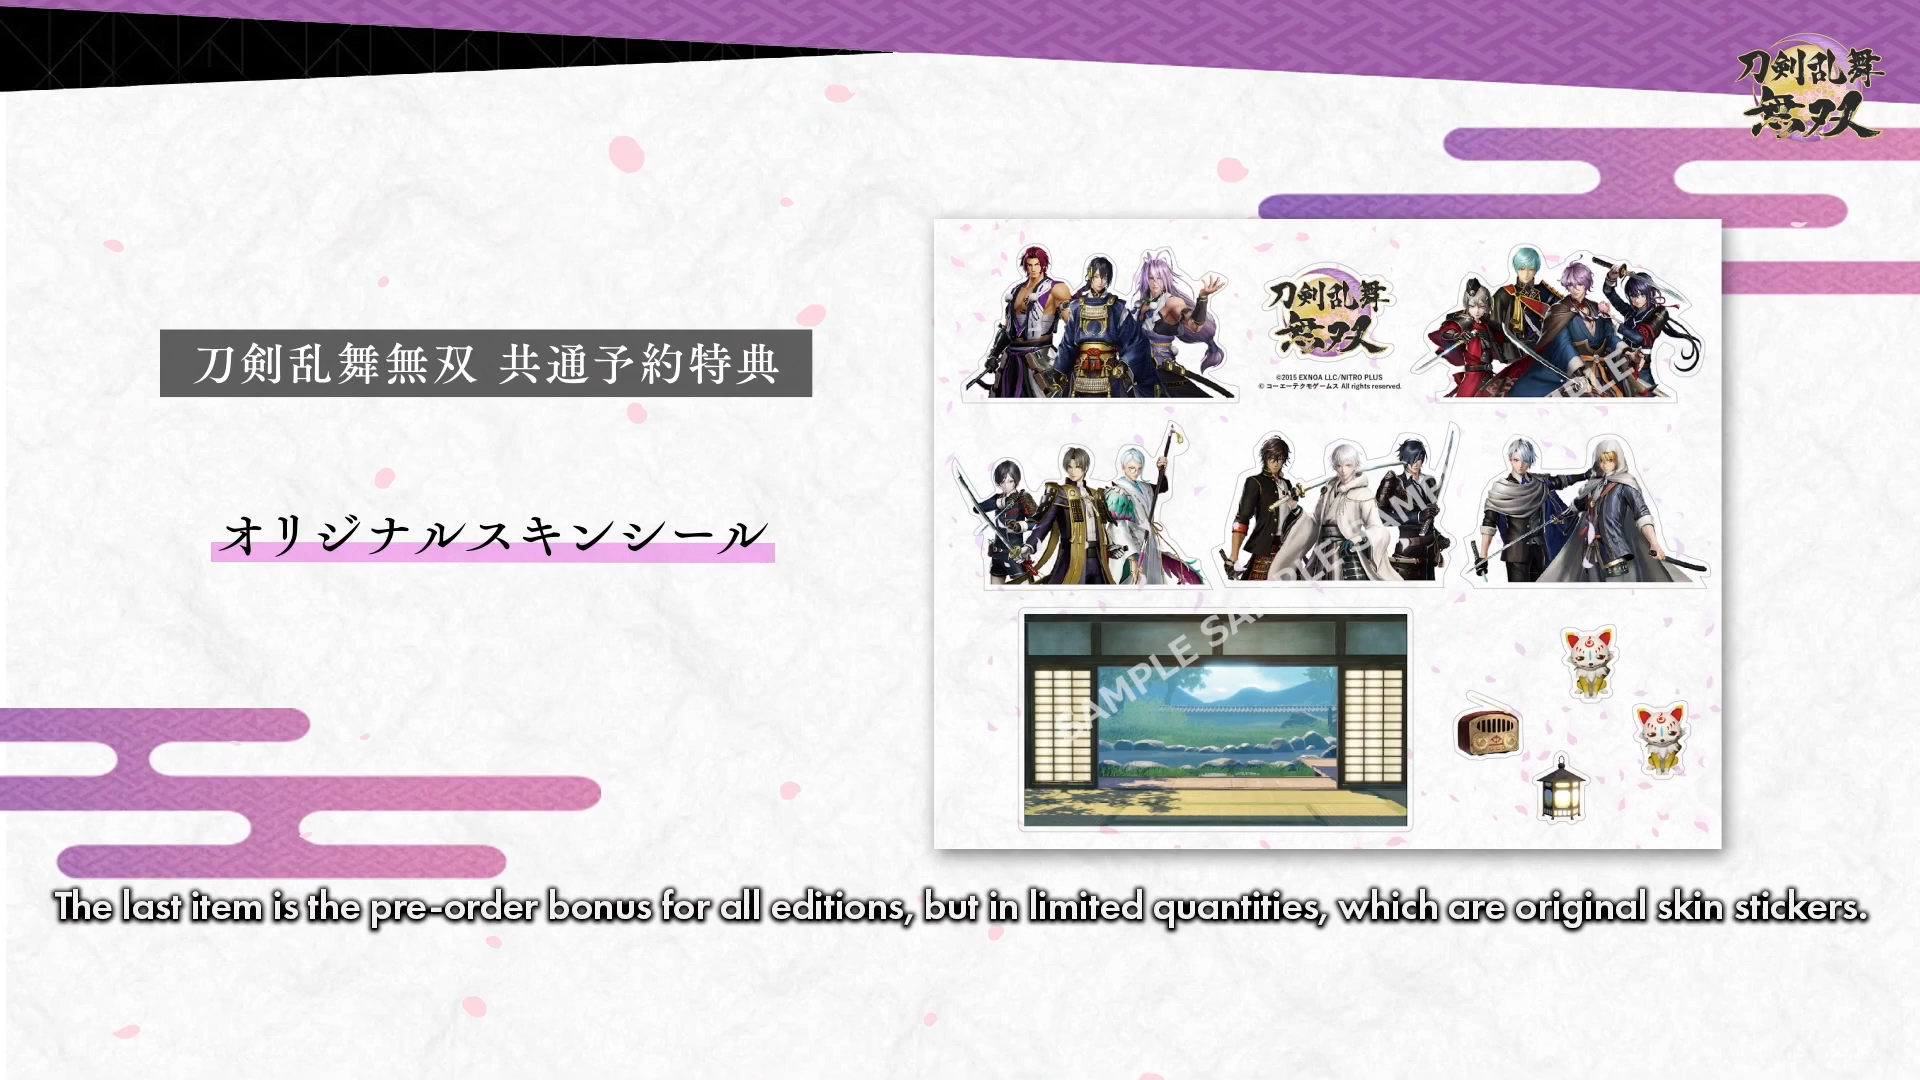 刀剣乱舞
無双
刀剣乱舞無双 共通予約特典
オリジナルスキンシール
刀剣乱舞
無双
©2015 EXNOA LLC/NITRO PLUS
© コーエーテクモゲームス All rights reserved.
SAMPLE SAMPLE SAMPLE SAMPLE
The last item is the pre-order bonus for all editions, but in limited quantities, which are original skin stickers.